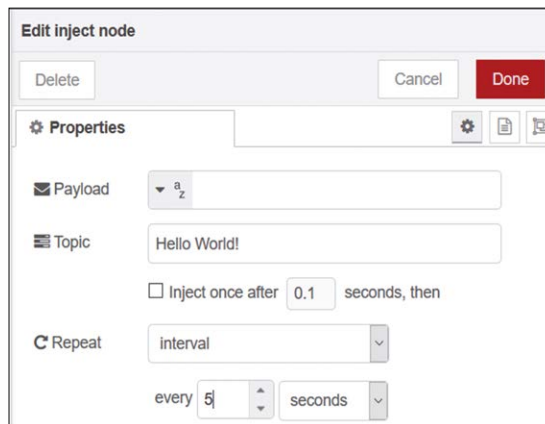 Edit inject node
Delete Cancel Done
Properties
Payload az
Topic Hello World!
Inject once after 0.1 seconds, then
Repeat interval
every 5 seconds